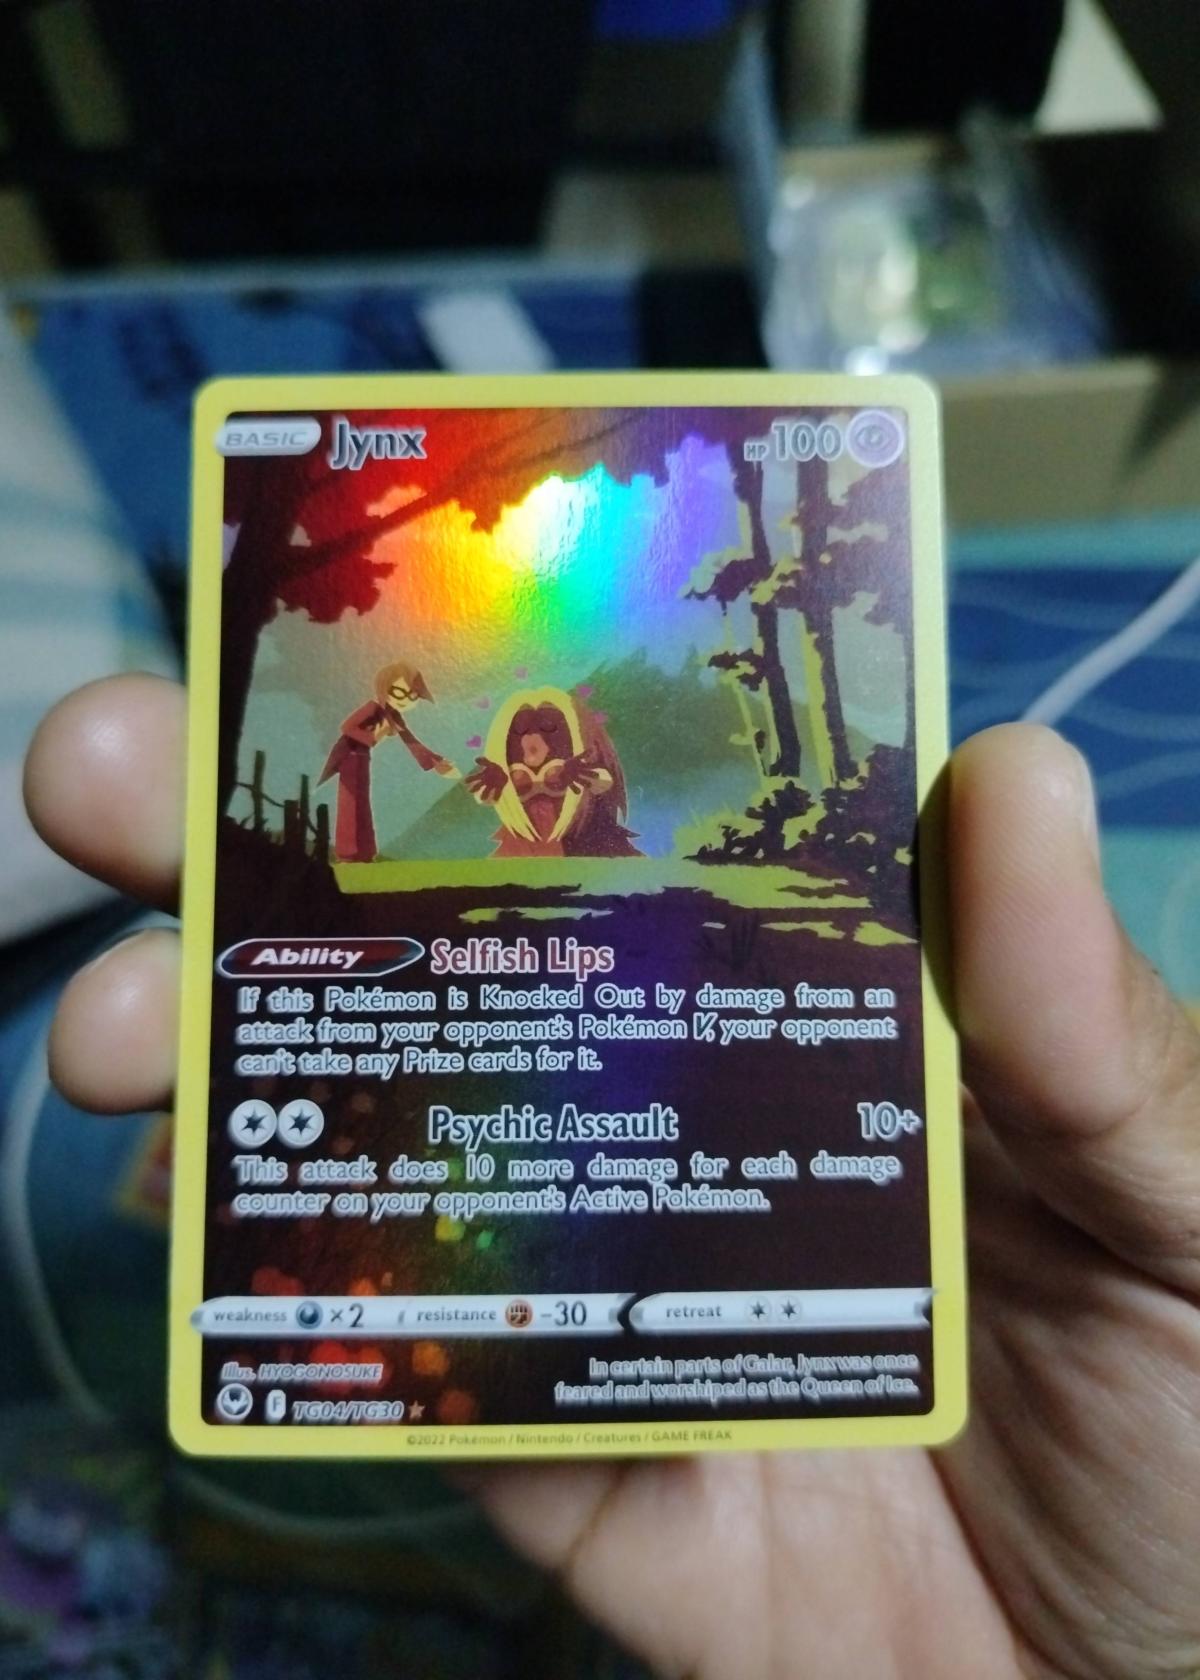 BASIC Jynx HP 100
Ability Selfish Lips
If this Pokémon is Knocked Out by damage from an
attack from your opponent's Pokémon V, your opponent
can't take any Prize cards for it.
Psychic Assault 10+
This attack does 10 more damage for each damage
counter on your opponent's Active Pokémon.
weakness ×2 resistance -30 retreat
Illus. HYOGONOSUKE
In certain parts of Galar, Jynx was once
feared and worshiped as the Queen of Ice.
F TG04/TG30
©2022 Pokémon / Nintendo / Creatures / GAME FREAK